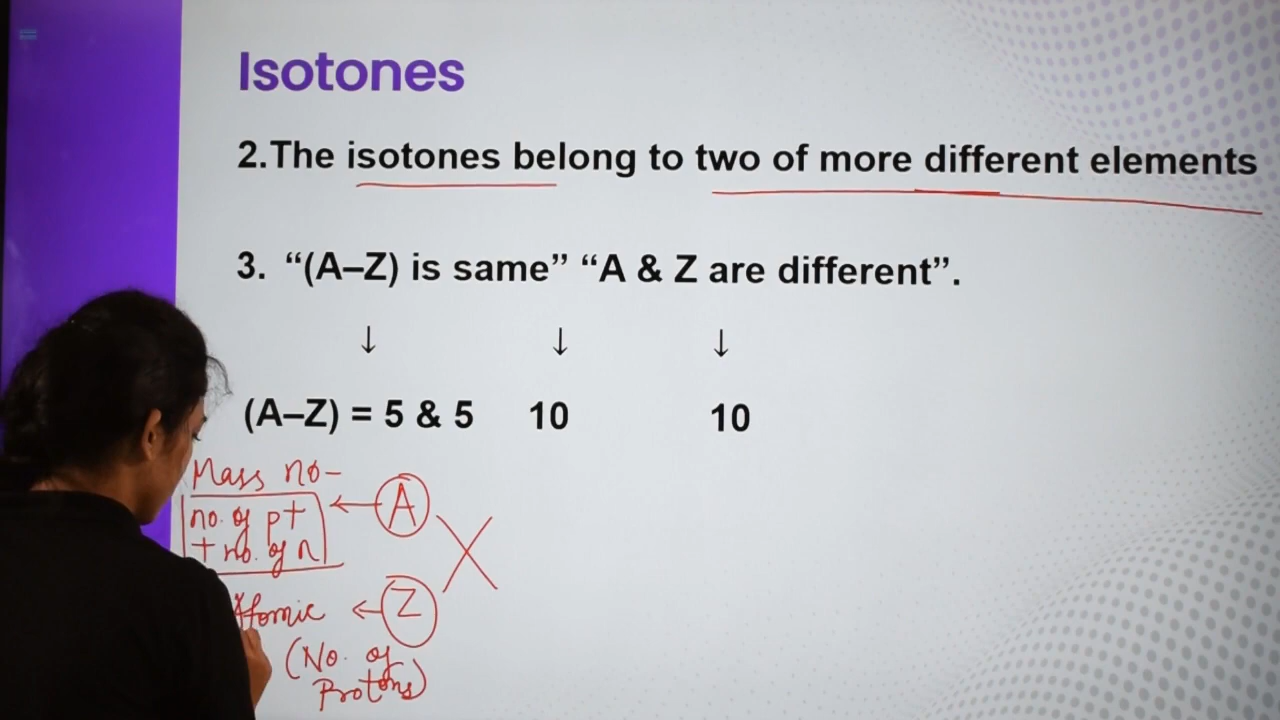 Isotones
2.The isotones belong to two of more different elements
3. “(A–Z) is same” “A & Z are different”.
↓ ↓ ↓
(A–Z) = 5 & 5 10 10
Mass no-
no. of p+ ← A
+ no. of n
Atomic ← Z
(No. of
Protons)